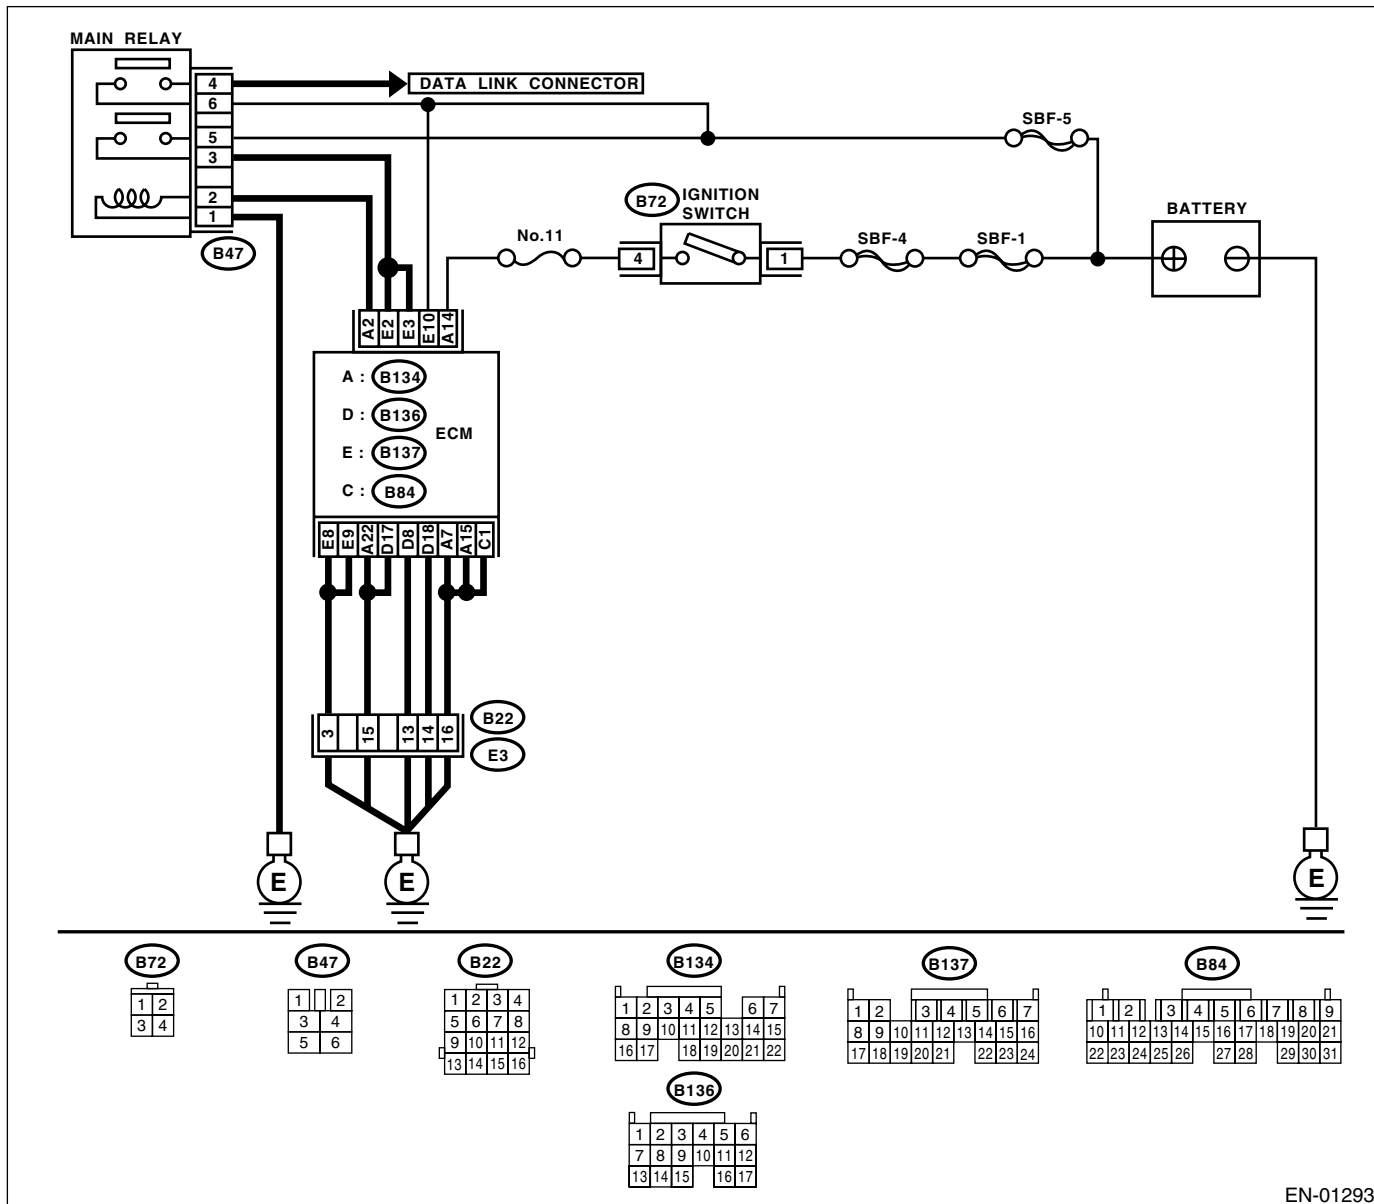 MAIN RELAY
4
DATA LINK CONNECTOR
6
5
SBF-5
3
2
1
B47
B72 IGNITION
SWITCH
BATTERY
No.11
4
1
SBF-4
SBF-1
A2 E2 E3 E10 A14
A : B134
D : B136
ECM
E : B137
C : B84
E8 E9 A22 D17 D8 D18 A7 A15 C1
3 15 13 14 16
B22
E3
E E E
B72 B47 B22 B134 B137 B84
1 2
3 4
1 2
3 4
5 6
1 2 3 4
5 6 7 8
9 10 11 12
13 14 15 16
1 2 3 4 5 6 7
8 9 10 11 12 13 14 15
16 17 18 19 20 21 22
1 2 3 4 5 6 7
8 9 10 11 12 13 14 15 16
17 18 19 20 21 22 23 24
1 2 3 4 5 6 7 8 9
10 11 12 13 14 15 16 17 18 19 20 21
22 23 24 25 26 27 28 29 30 31
B136
1 2 3 4 5 6
7 8 9 10 11 12
13 14 15 16 17
EN-01293